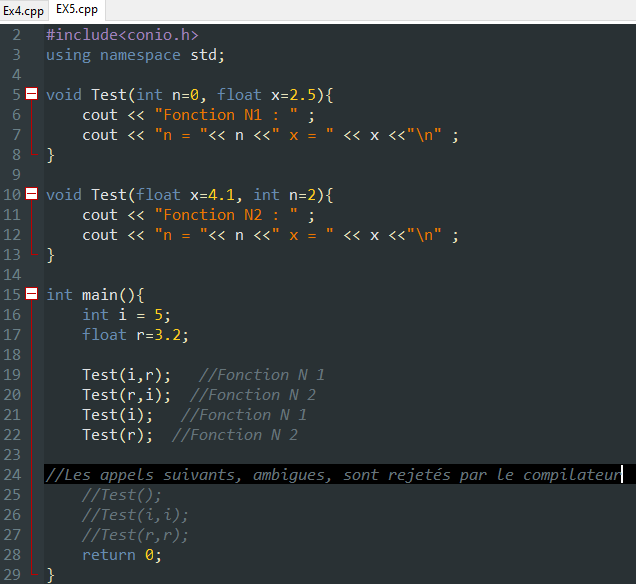 Ex4.cpp EX5.cpp
2 #include<conio.h>
3 using namespace std;
4
5 void Test(int n=0, float x=2.5){
6 cout << "Fonction N1 : " ;
7 cout << "n = "<< n <<" x = " << x <<"\n" ;
8 }
9
10 void Test(float x=4.1, int n=2){
11 cout << "Fonction N2 : " ;
12 cout << "n = "<< n <<" x = " << x <<"\n" ;
13 }
14
15 int main(){
16 int i = 5;
17 float r=3.2;
18
19 Test(i,r); //Fonction N 1
20 Test(r,i); //Fonction N 2
21 Test(i); //Fonction N 1
22 Test(r); //Fonction N 2
23
24 //Les appels suivants, ambigues, sont rejetés par le compilateur
25 //Test();
26 //Test(i,i);
27 //Test(r,r);
28 return 0;
29 }